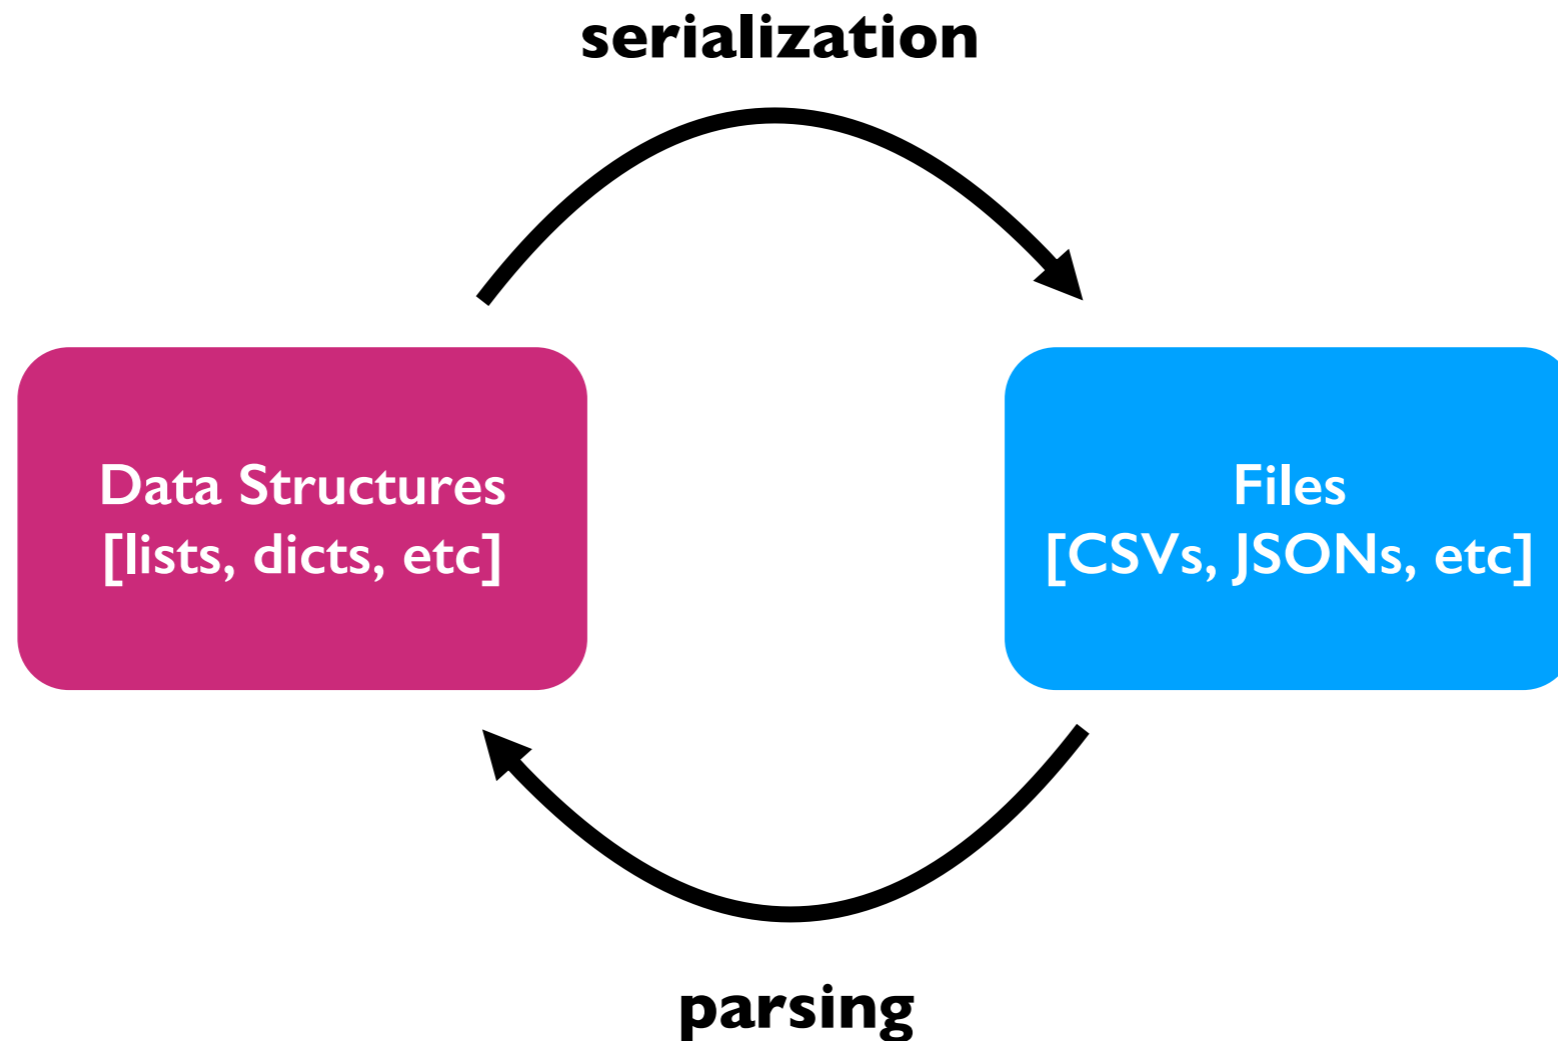 serialization
Data Structures
[lists, dicts, etc]
Files
[CSVs, JSONs, etc]
parsing